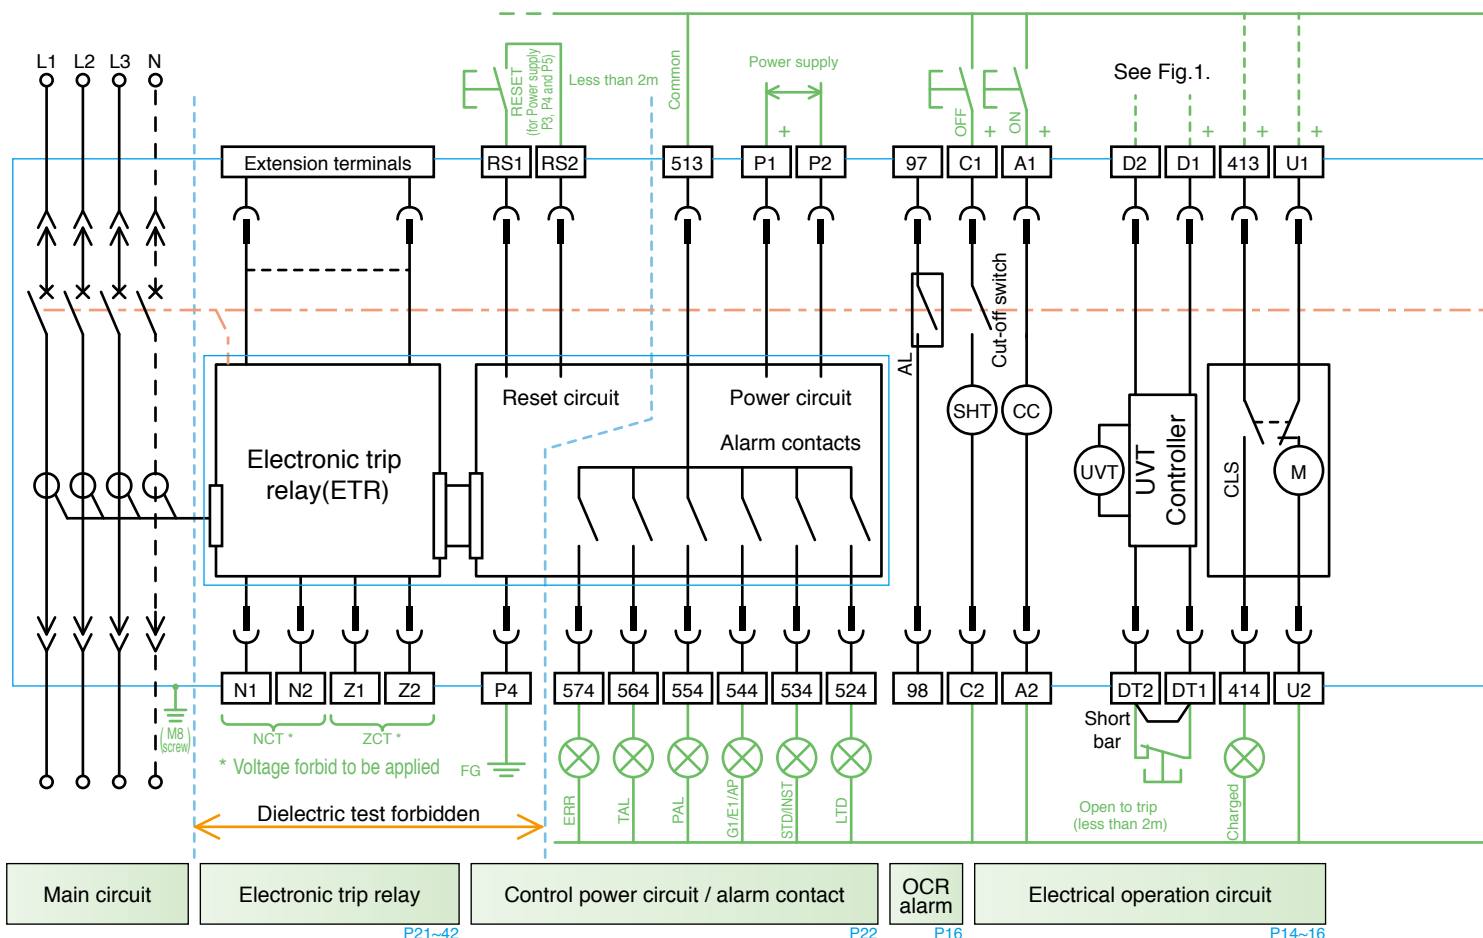 L1 L2 L3 N
RESET
(for Power supply
P3, P4 and P5)
Less than 2m
Common
Power supply
+
OFF
+
ON
+
See Fig.1.
+
+
+
Extension terminals
RS1 RS2
513
P1 P2
97 C1 A1
D2 D1 413 U1
Cut-off switch
AL
Reset circuit
Power circuit
Alarm contacts
SHT
CC
Electronic trip
relay(ETR)
UVT
UVT
Controller
CLS
M
N1 N2 Z1 Z2
P4
574 564 554 544 534 524
98 C2 A2
DT2 DT1 414 U2
(M8
screw)
NCT *
ZCT *
* Voltage forbid to be applied
FG
Short
bar
ERR
TAL
PAL
G1/E1/AP
STD/INST
LTD
Open to trip
(less than 2m)
Charged
Dielectric test forbidden
Main circuit
Electronic trip relay
Control power circuit / alarm contact
OCR
alarm
Electrical operation circuit
P21~42
P22
P16
P14~16